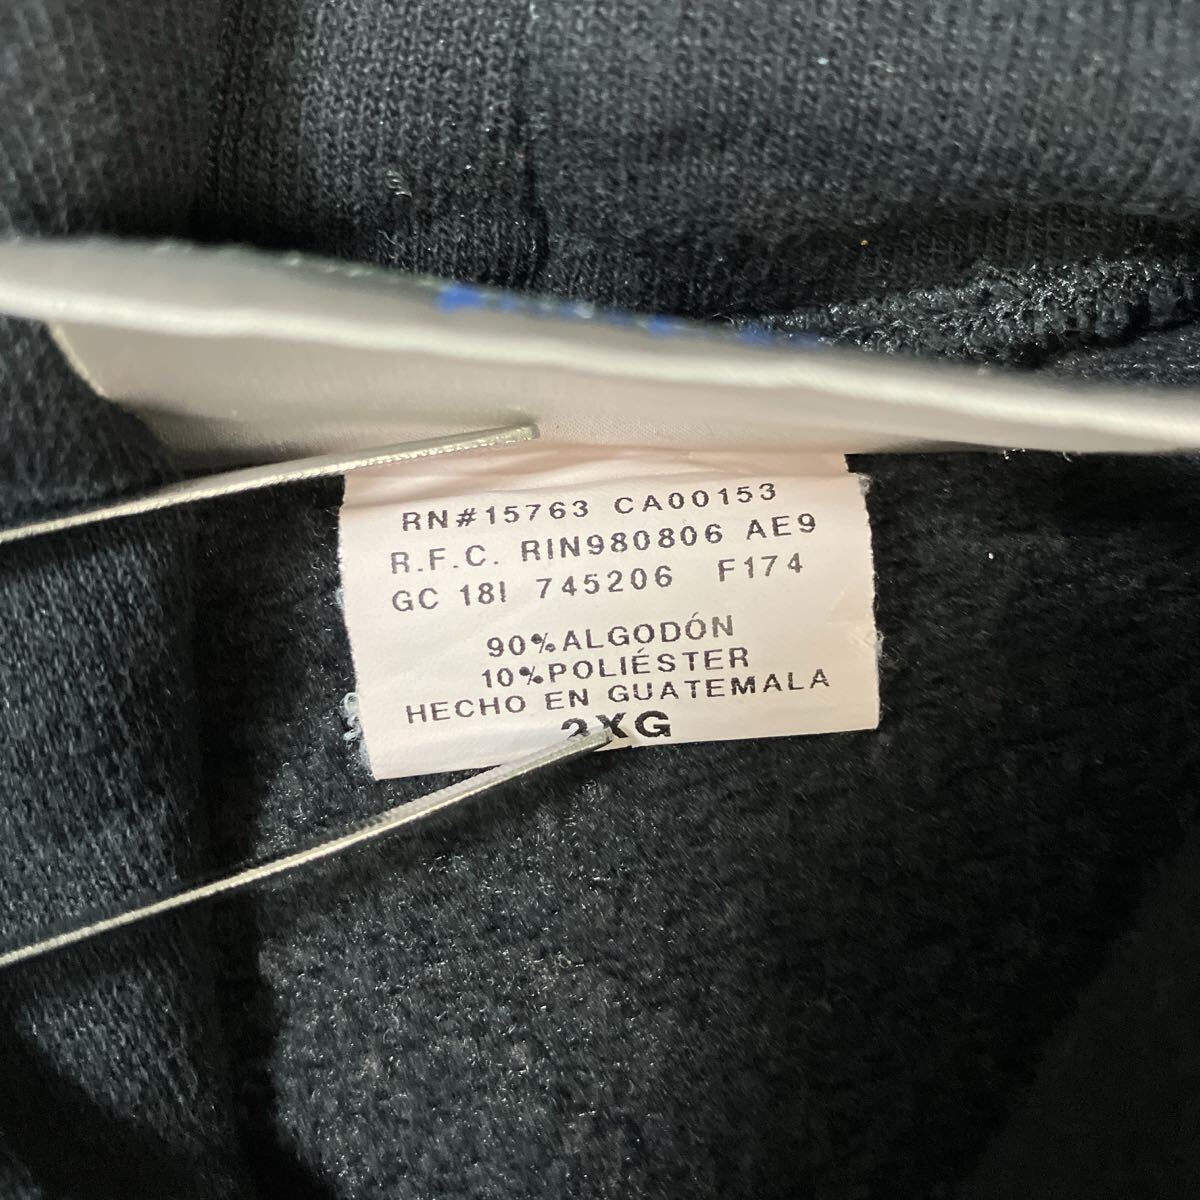 RN#15763 CA00153
R.F.C. RIN980806 AE9
GC 18I 745206 F174
90%ALGODÓN
10%POLIÉSTER
HECHO EN GUATEMALA
2XG